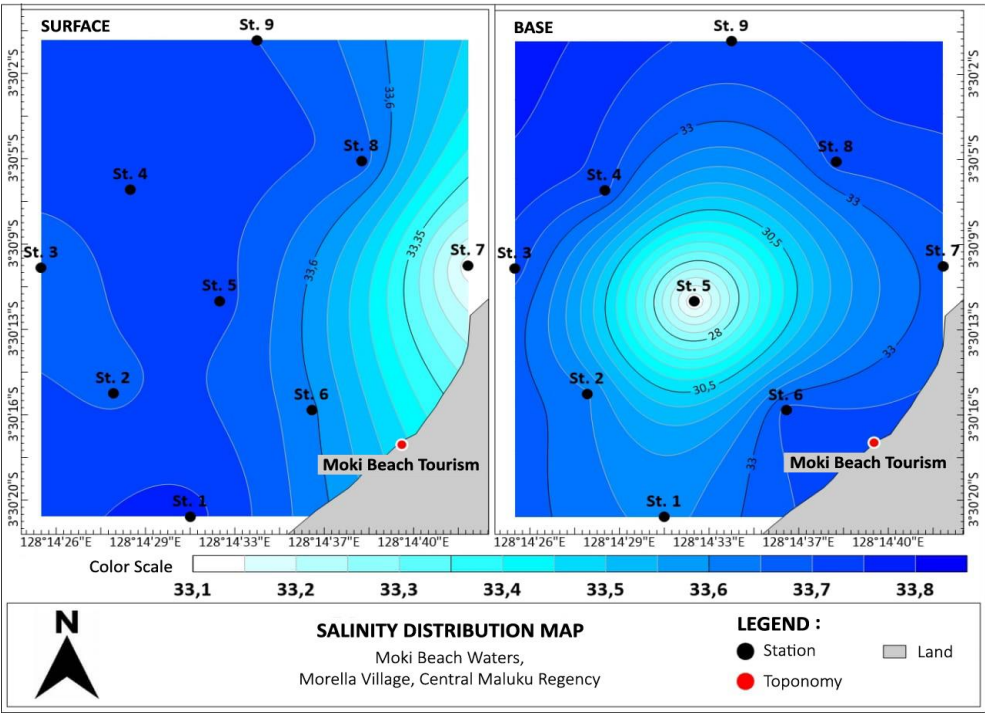 SURFACE
St. 9
33,6
St. 8
St. 4
33,35
St. 3
St. 7
33,6
St. 5
St. 2
St. 6
Moki Beach Tourism
St. 1
3°30'2"S
3°30'5"S
3°30'9"S
3°30'13"S
3°30'16"S
3°30'20"S
128°14'26"E 128°14'29"E 128°14'33"E 128°14'37"E 128°14'40"E
BASE
St. 9
33
St. 8
St. 4
33
30,5
St. 3
St. 7
St. 5
28
33
30,5
St. 2
St. 6
33
Moki Beach Tourism
St. 1
3°30'2"S
3°30'5"S
3°30'9"S
3°30'13"S
3°30'16"S
3°30'20"S
128°14'26"E 128°14'29"E 128°14'33"E 128°14'37"E 128°14'40"E
Color Scale
33,1 33,2 33,3 33,4 33,5 33,6 33,7 33,8
N
SALINITY DISTRIBUTION MAP
Moki Beach Waters,
Morella Village, Central Maluku Regency
LEGEND :
Station
Land
Toponomy